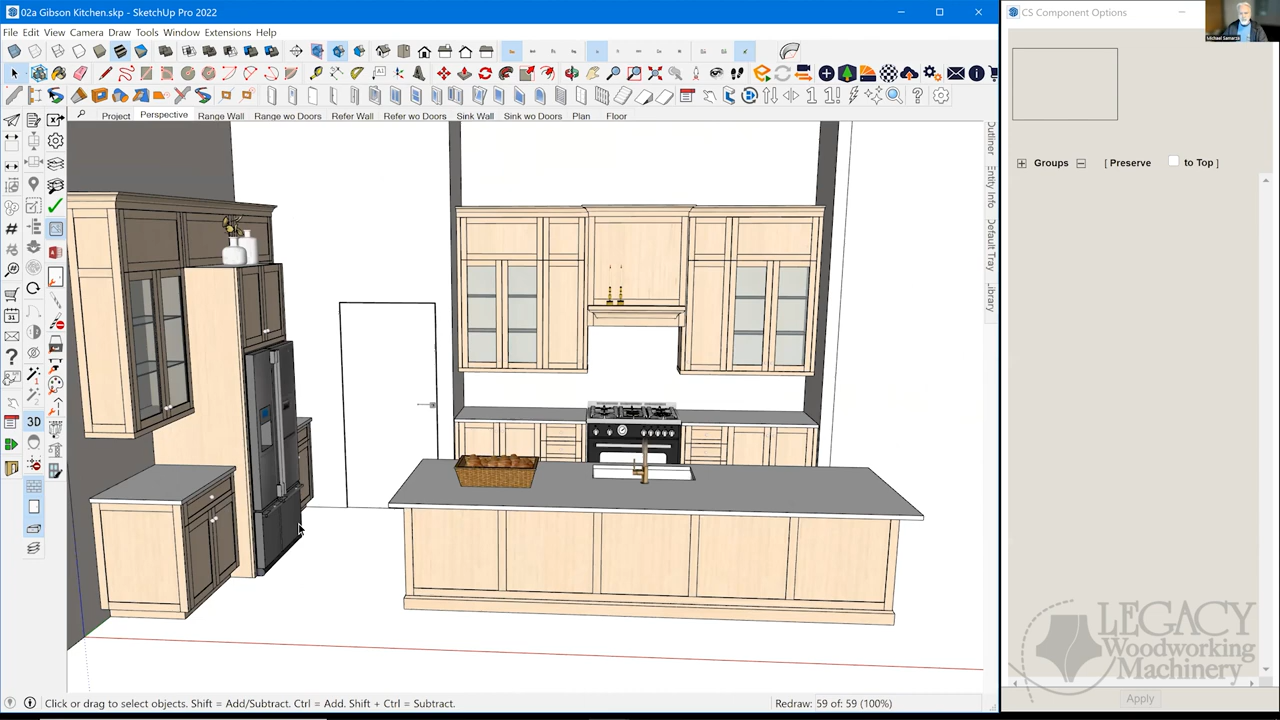 02a Gibson Kitchen.skp - SketchUp Pro 2022
File Edit View Camera Draw Tools Window Extensions Help
Project Perspective Range Wall Range wo Doors Refer Wall Refer wo Doors Sink Wall Sink wo Doors Plan Floor
Outliner
Entity Info
Default Tray
Library
3D
31
Click or drag to select objects. Shift = Add/Subtract. Ctrl = Add. Shift + Ctrl = Subtract.
Redraw: 59 of: 59 (100%)
CS Component Options
Groups [ Preserve to Top ]
LEGACY
Woodworking
Machinery
Apply